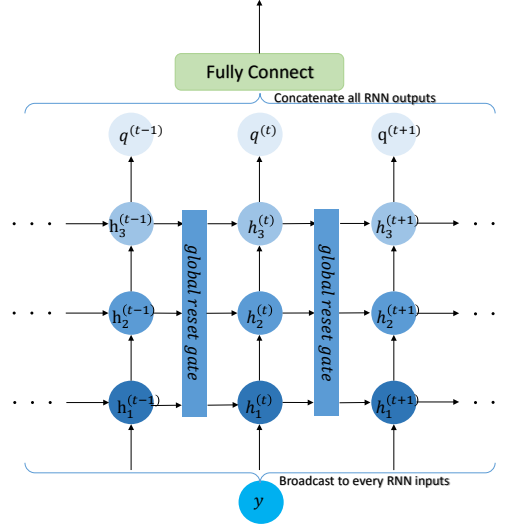 Fully Connect
Concatenate all RNN outputs
q^(t−1) q^(t) q^(t+1)
. . . h₃^(t−1) h₃^(t) h₃^(t+1) . .
global reset gate global reset gate
. . . h₂^(t−1) h₂^(t) h₂^(t+1) . .
. . . h₁^(t−1) h₁^(t) h₁^(t+1) . .
Broadcast to every RNN inputs
y